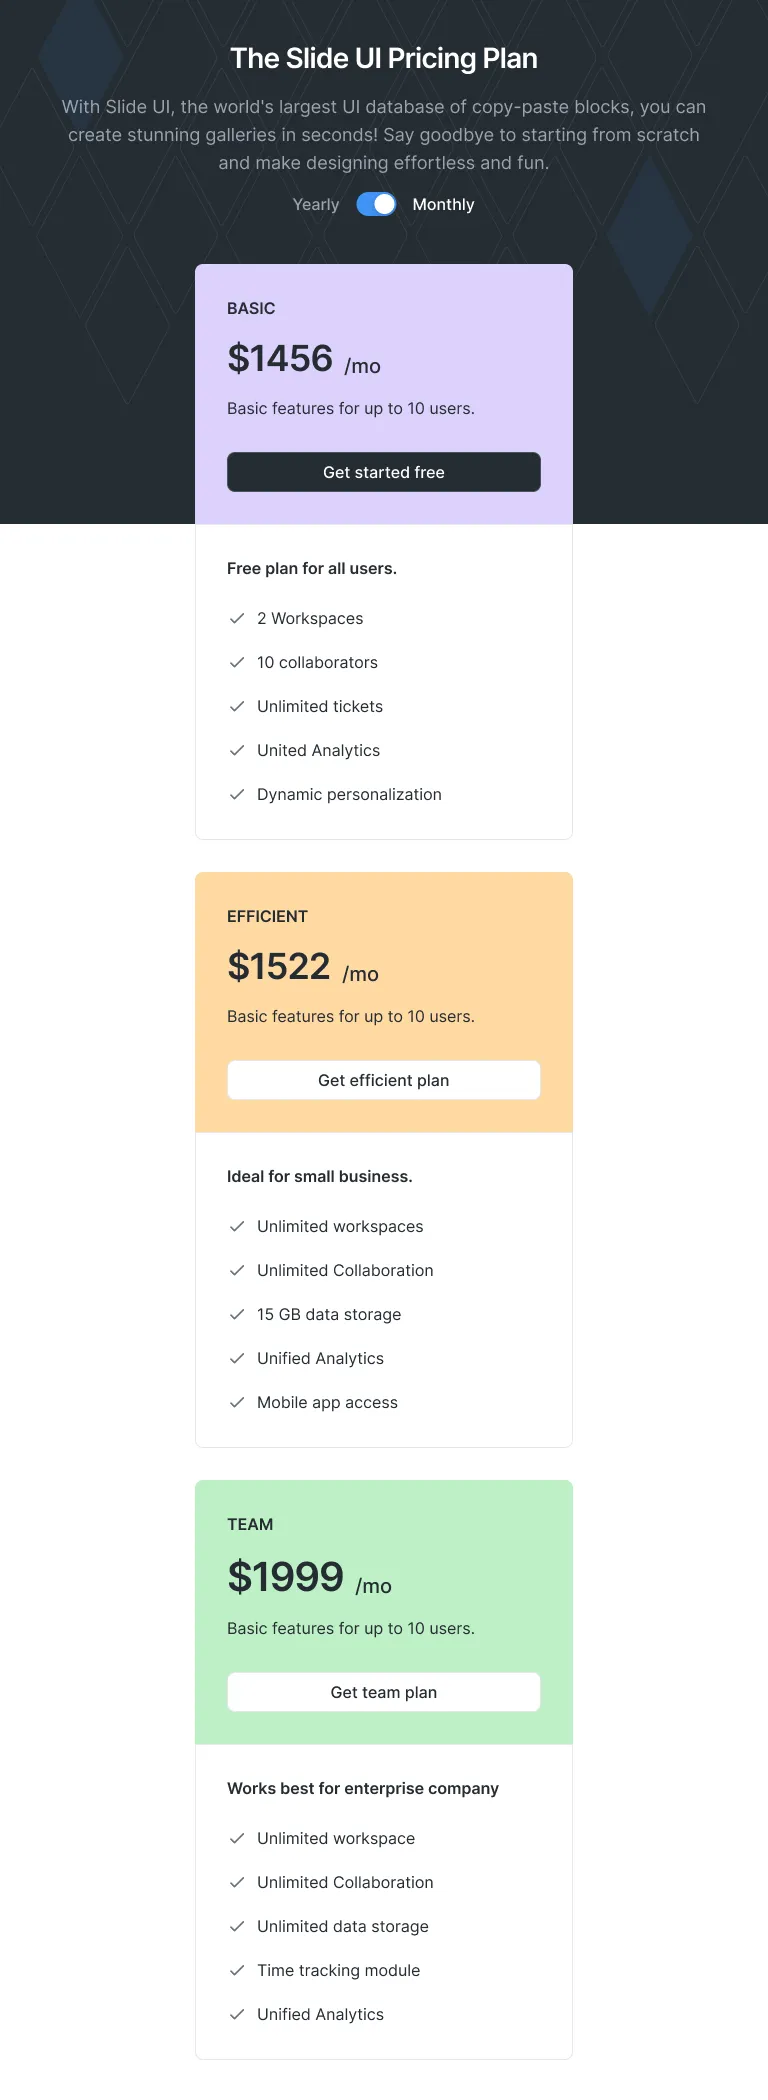 The Slide UI Pricing Plan
With Slide UI, the world's largest UI database of copy-paste blocks, you can
create stunning galleries in seconds! Say goodbye to starting from scratch
and make designing effortless and fun.
Yearly Monthly
BASIC
$1456 /mo
Basic features for up to 10 users.
Get started free
Free plan for all users.
2 Workspaces
10 collaborators
Unlimited tickets
United Analytics
Dynamic personalization
EFFICIENT
$1522 /mo
Basic features for up to 10 users.
Get efficient plan
Ideal for small business.
Unlimited workspaces
Unlimited Collaboration
15 GB data storage
Unified Analytics
Mobile app access
TEAM
$1999 /mo
Basic features for up to 10 users.
Get team plan
Works best for enterprise company
Unlimited workspace
Unlimited Collaboration
Unlimited data storage
Time tracking module
Unified Analytics